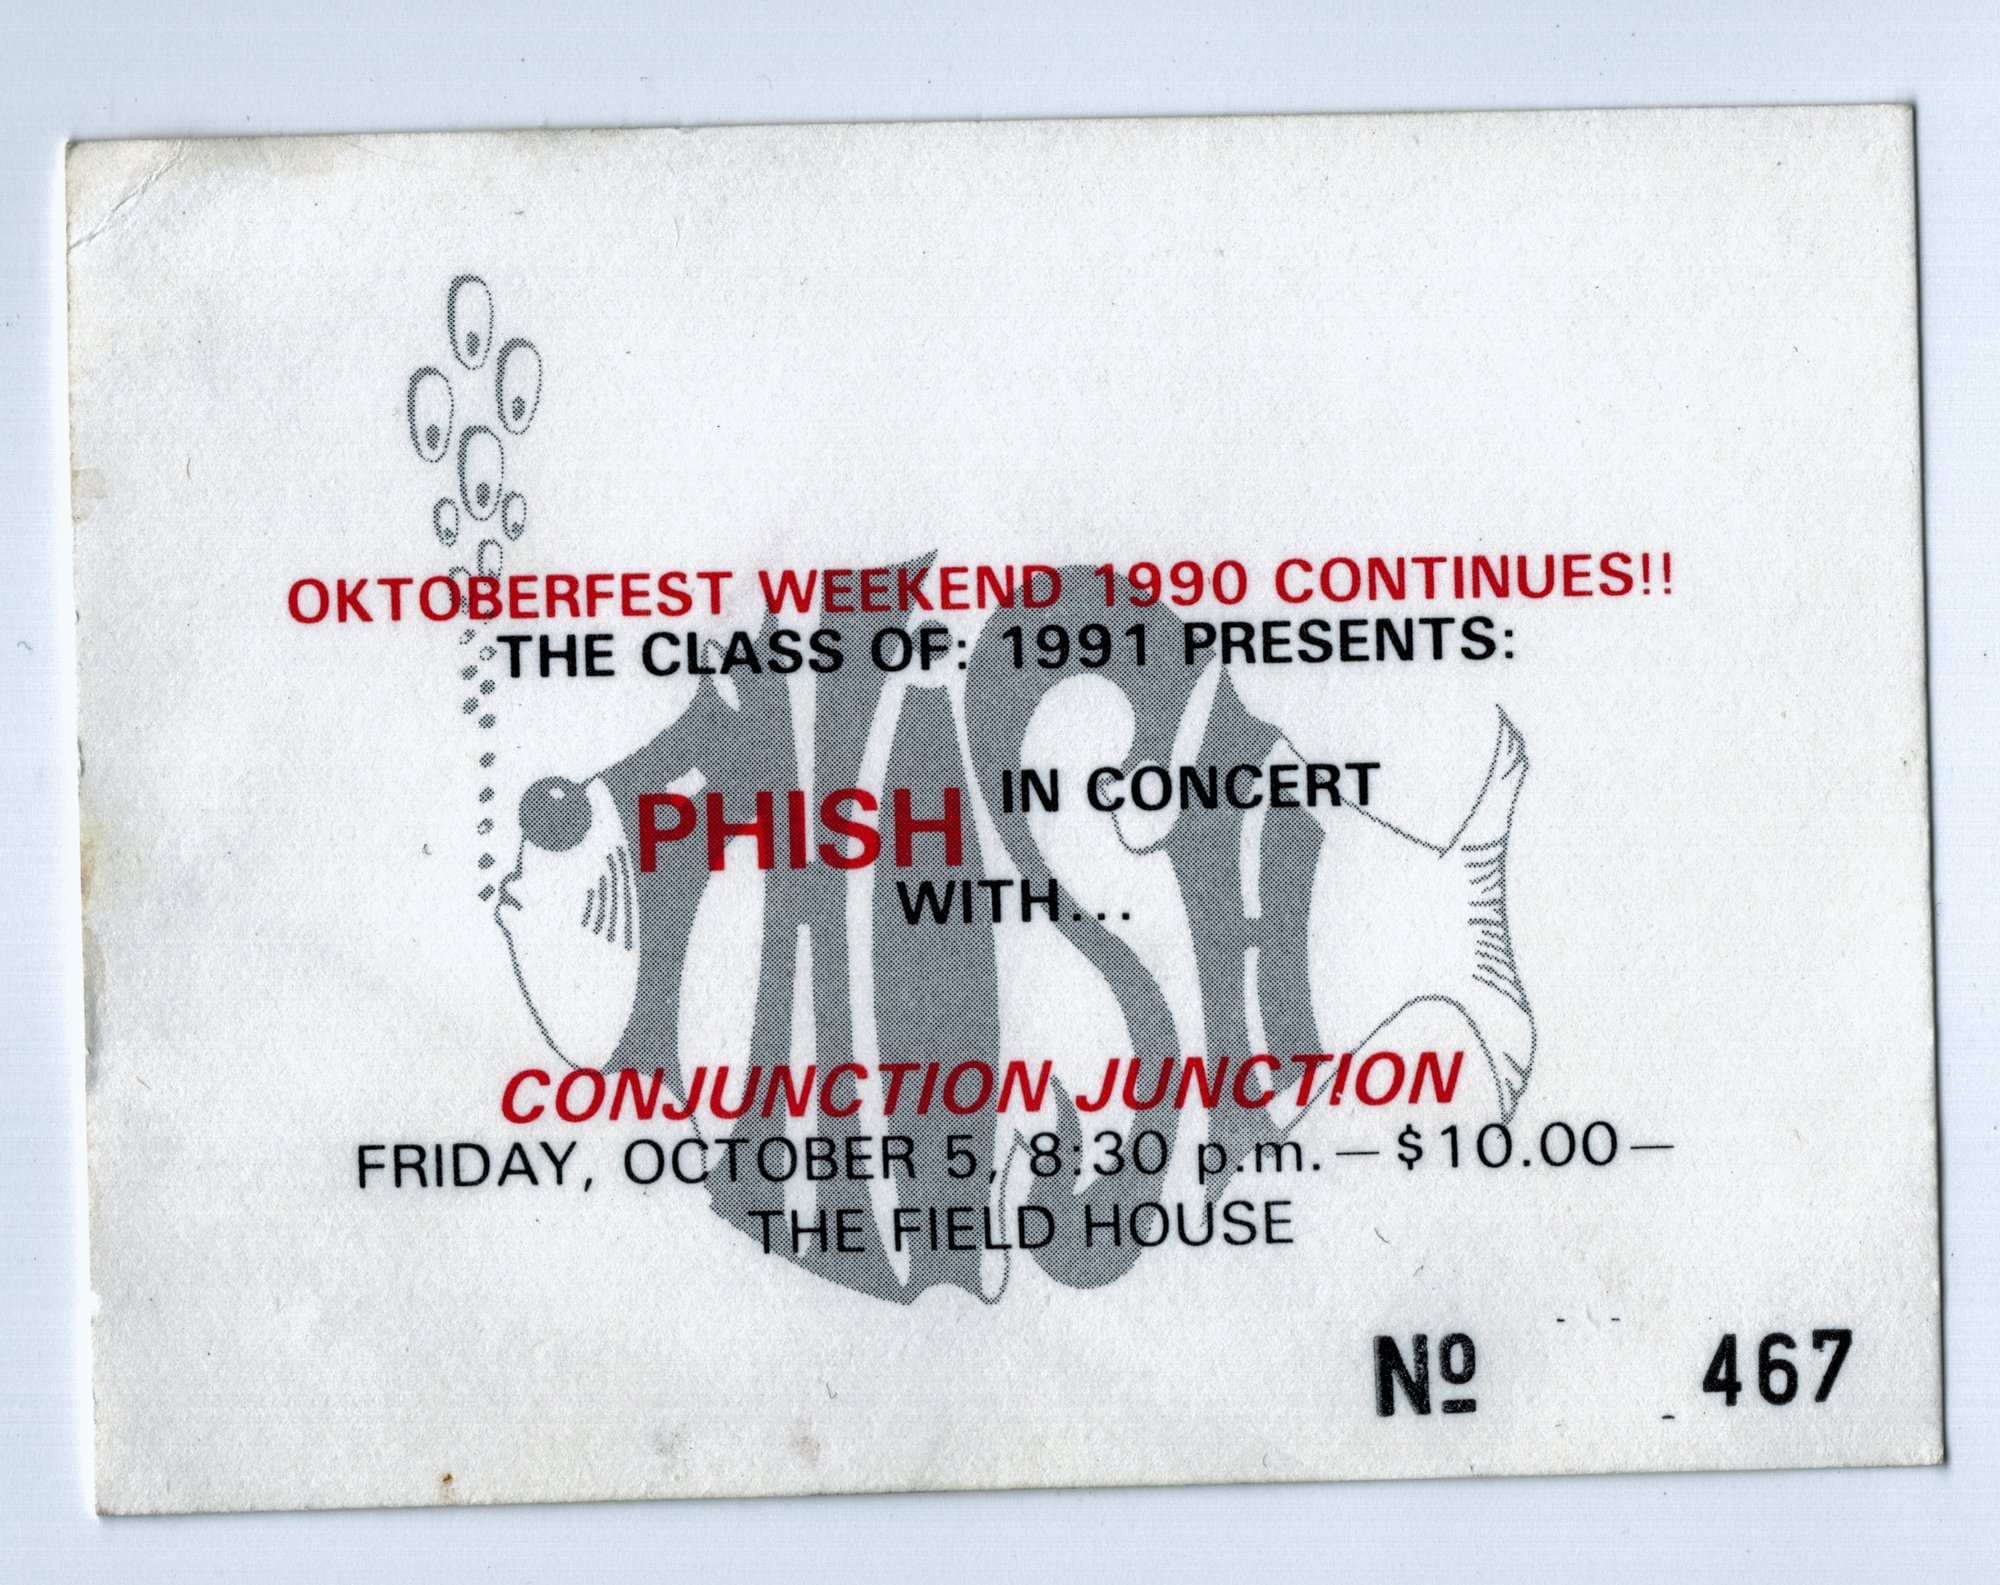 OKTOBERFEST WEEKEND 1990 CONTINUES!!
THE CLASS OF: 1991 PRESENTS:
PHISH IN CONCERT
WITH...
CONJUNCTION JUNCTION
FRIDAY, OCTOBER 5, 8:30 p.m. — $10.00 —
THE FIELD HOUSE
Nº 467
PHISH